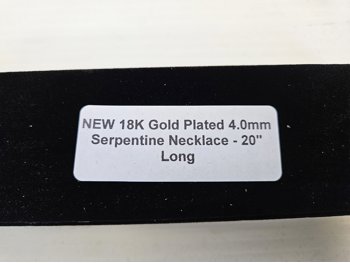 NEW 18K Gold Plated 4.0mm
Serpentine Necklace - 20"
Long